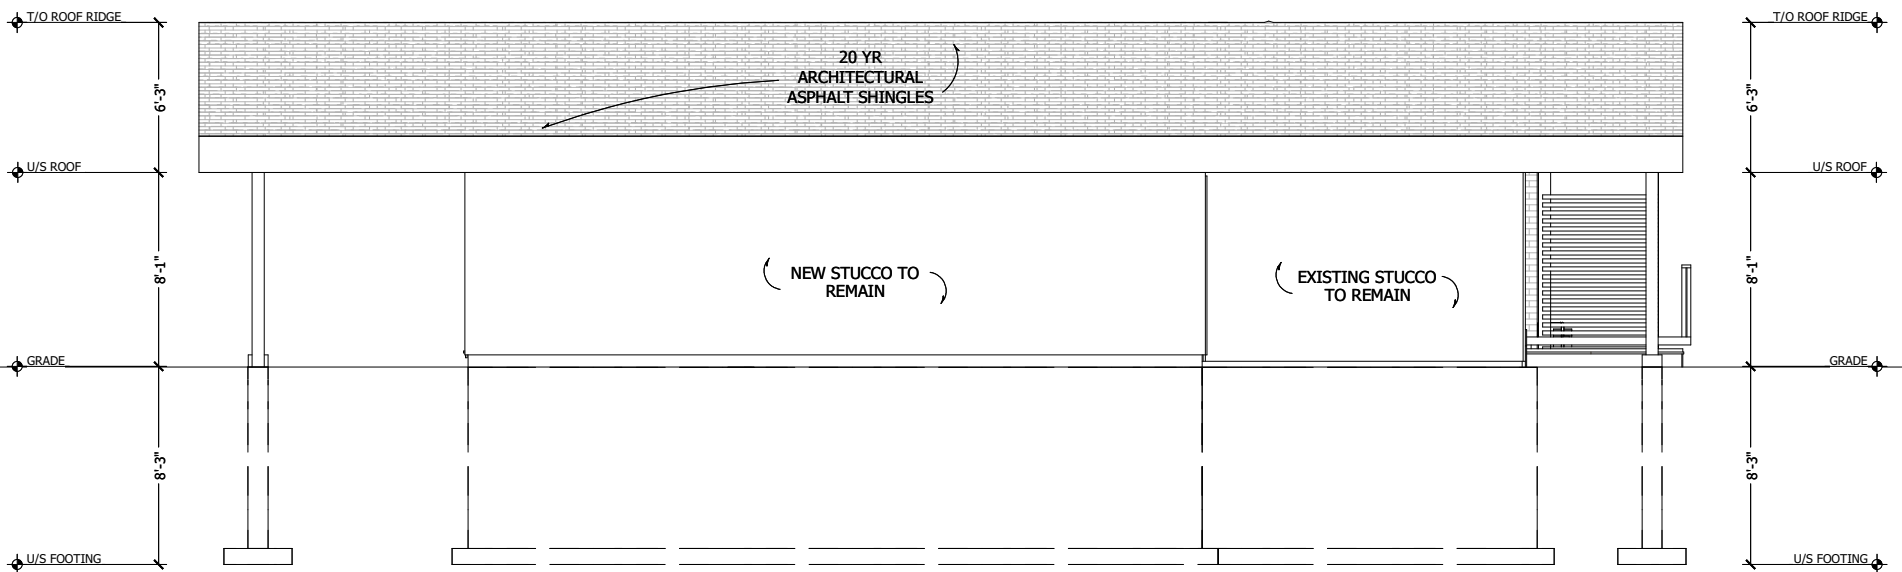 T/O ROOF RIDGE
T/O ROOF RIDGE
20 YR
ARCHITECTURAL
ASPHALT SHINGLES
6'-3"
6'-3"
U/S ROOF
U/S ROOF
8'-1"
NEW STUCCO TO
REMAIN
EXISTING STUCCO
TO REMAIN
8'-1"
GRADE
GRADE
8'-3"
8'-3"
U/S FOOTING
U/S FOOTING